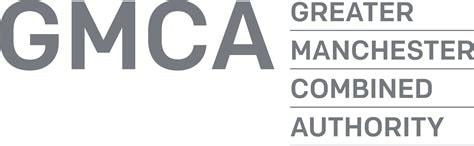 GMCA
GREATER
MANCHESTER
COMBINED
AUTHORITY